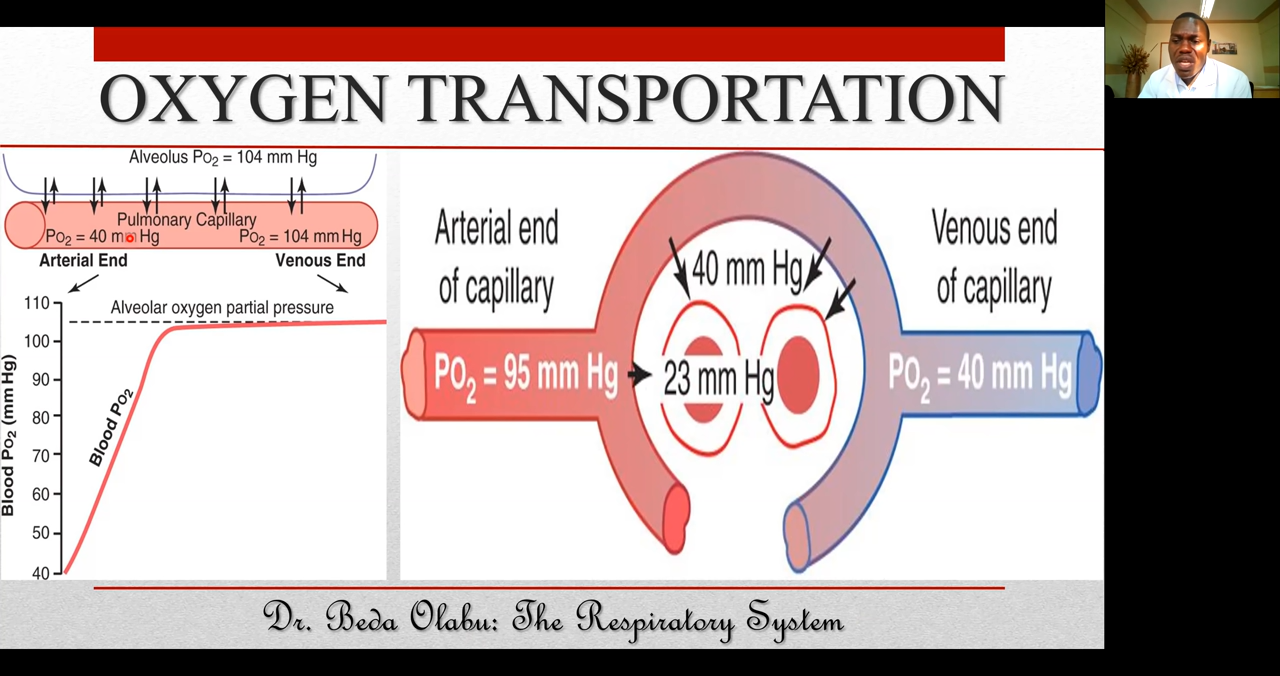 OXYGEN TRANSPORTATION
Alveolus PO₂ = 104 mm Hg
Pulmonary Capillary
PO₂ = 40 mm Hg
PO₂ = 104 mm Hg
Arterial End
Venous End
Alveolar oxygen partial pressure
110
100
90
80
70
60
50
40
Blood PO₂ (mm Hg)
Blood PO₂
Arterial end
of capillary
Venous end
of capillary
40 mm Hg
PO₂ = 95 mm Hg
23 mm Hg
PO₂ = 40 mm Hg
Dr. Beda Olabu: The Respiratory System